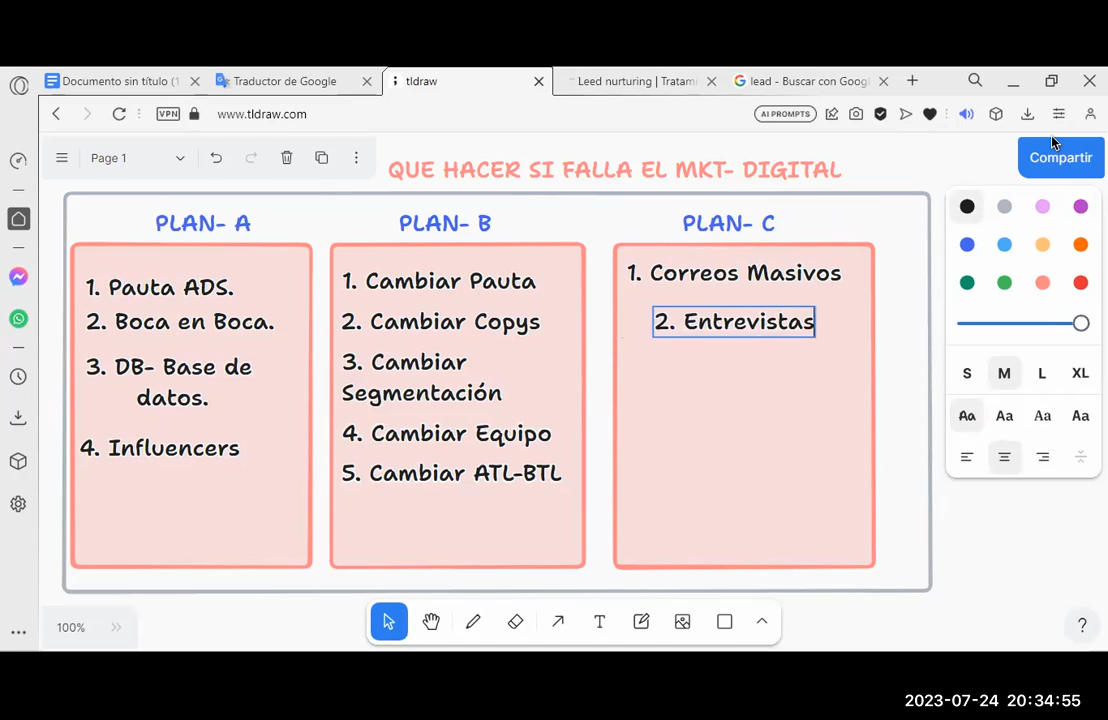 Documento sin título (1
Traductor de Google
tldraw
Leed nurturing | Tratami
lead - Buscar con Googl
VPN
www.tldraw.com
AI PROMPTS
Page 1
Compartir
QUE HACER SI FALLA EL MKT- DIGITAL
PLAN- A
PLAN- B
PLAN- C
1. Pauta ADS.
2. Boca en Boca.
3. DB- Base de
datos.
4. Influencers
1. Cambiar Pauta
2. Cambiar Copys
3. Cambiar
Segmentación
4. Cambiar Equipo
5. Cambiar ATL-BTL
1. Correos Masivos
2. Entrevistas
S M L XL
Aa Aa Aa Aa
100%
T
?
2023-07-24 20:34:55